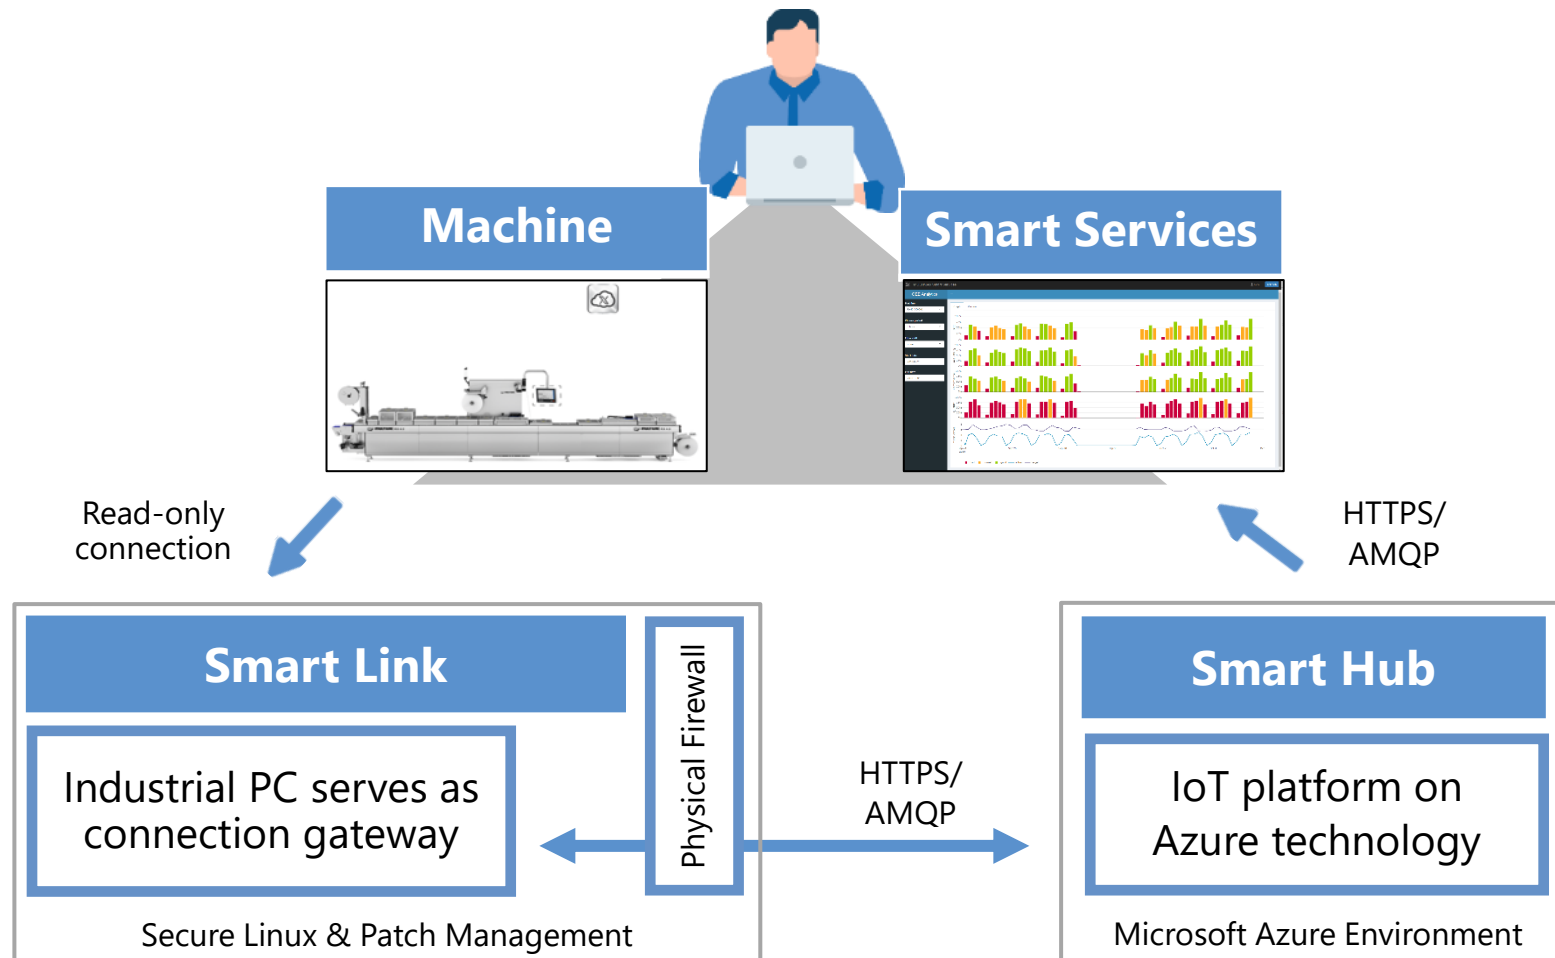 Machine
Smart Services
Read-only
connection
HTTPS/
AMQP
Smart Link
Physical Firewall
Industrial PC serves as
connection gateway
Secure Linux & Patch Management
HTTPS/
AMQP
Smart Hub
IoT platform on
Azure technology
Microsoft Azure Environment